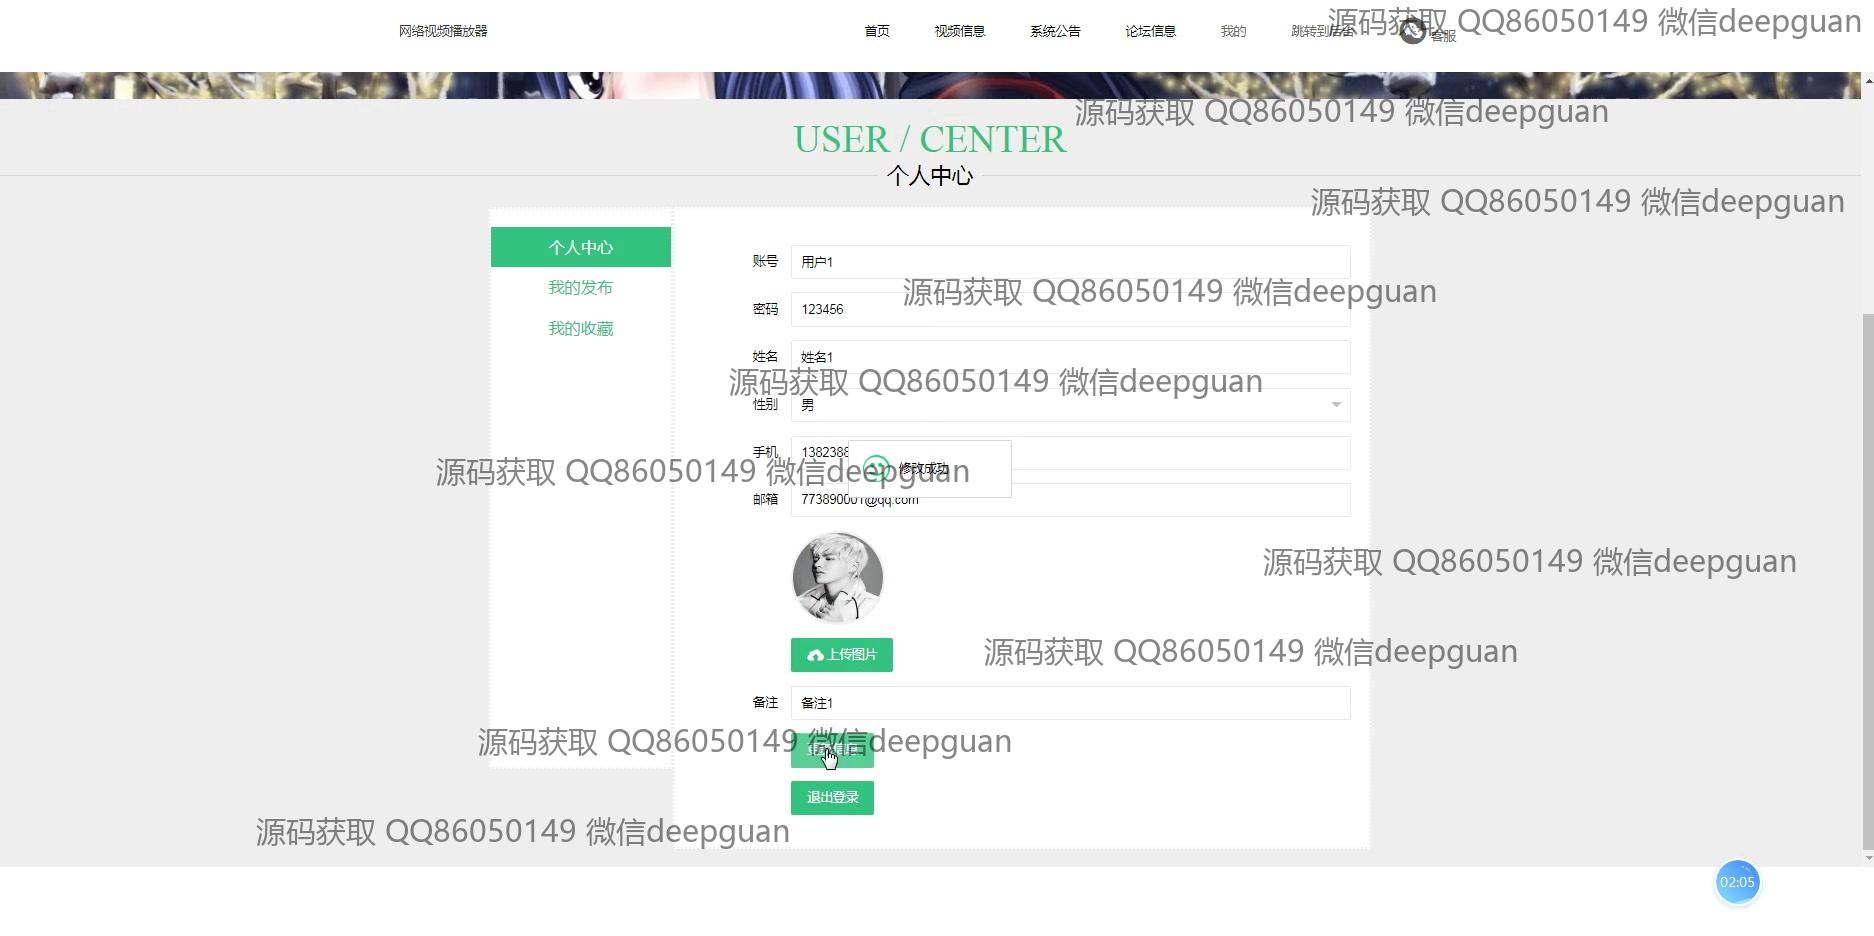 网络视频播放器 首页 视频信息 系统公告 论坛信息 我的 跳转到后台 客服
源码获取 QQ86050149 微信deepguan
源码获取 QQ86050149 微信deepguan
USER / CENTER
个人中心
源码获取 QQ86050149 微信deepguan
个人中心
我的发布
我的收藏
账号 用户1
源码获取 QQ86050149 微信deepguan
密码 123456
姓名 姓名1
源码获取 QQ86050149 微信deepguan
性别 男
手机 1382388
修改成功
源码获取 QQ86050149 微信deepguan
邮箱 773890001@qq.com
源码获取 QQ86050149 微信deepguan
上传图片
源码获取 QQ86050149 微信deepguan
备注 备注1
源码获取 QQ86050149 微信deepguan
退出登录
源码获取 QQ86050149 微信deepguan
02:05